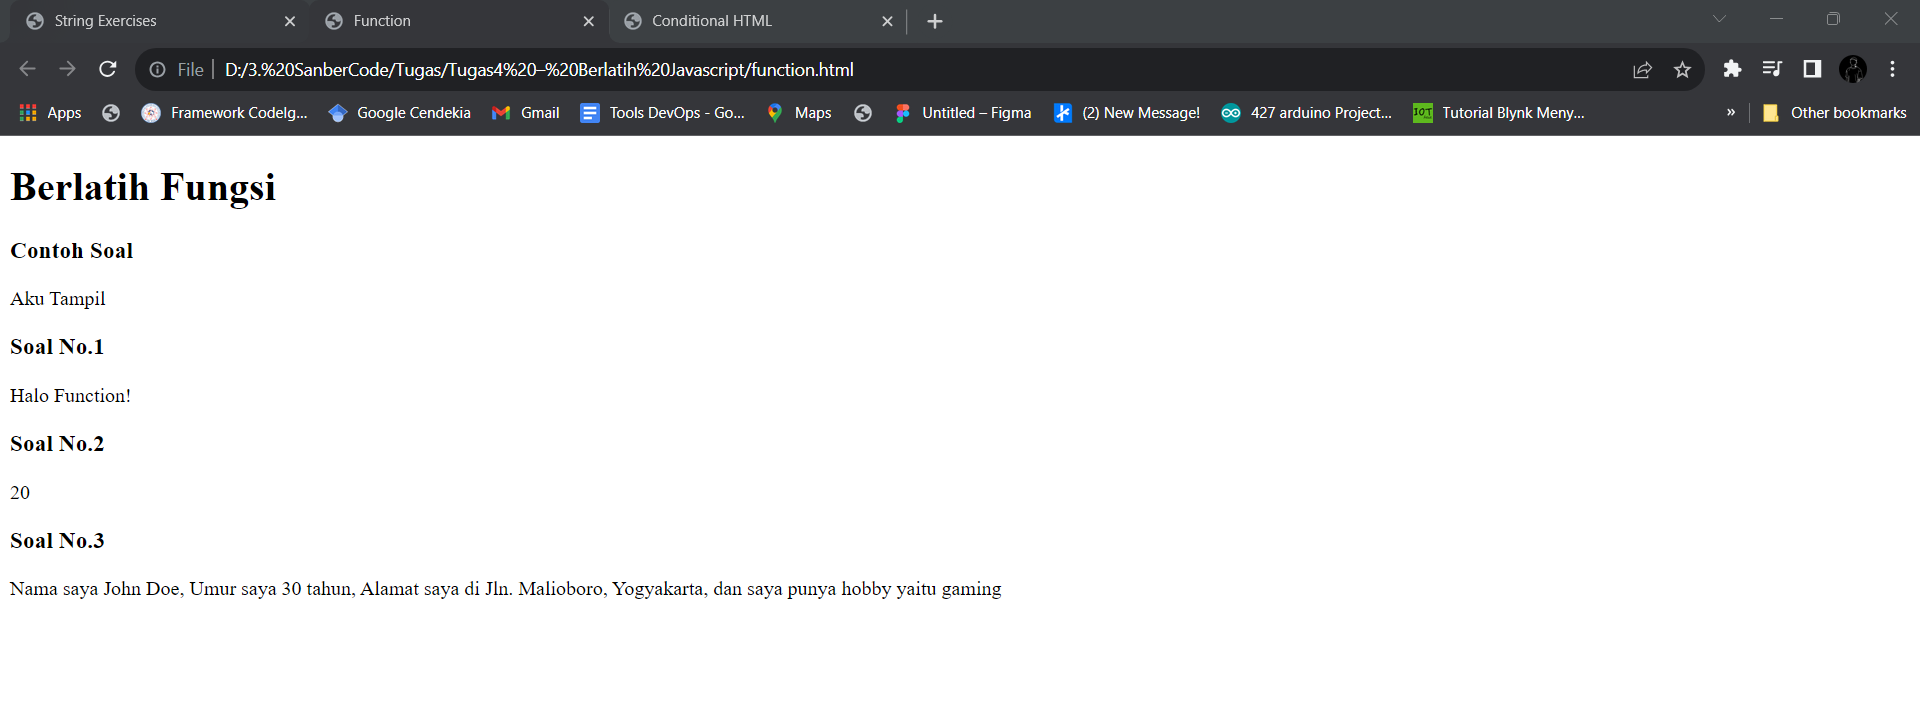 String Exercises
Function
Conditional HTML
File D:/3.%20SanberCode/Tugas/Tugas4%20–%20Berlatih%20Javascript/function.html
Apps Framework CodeIg... Google Cendekia Gmail Tools DevOps - Go... Maps Untitled – Figma (2) New Message! 427 arduino Project... IOT Tutorial Blynk Meny... » Other bookmarks
Berlatih Fungsi
Contoh Soal
Aku Tampil
Soal No.1
Halo Function!
Soal No.2
20
Soal No.3
Nama saya John Doe, Umur saya 30 tahun, Alamat saya di Jln. Malioboro, Yogyakarta, dan saya punya hobby yaitu gaming